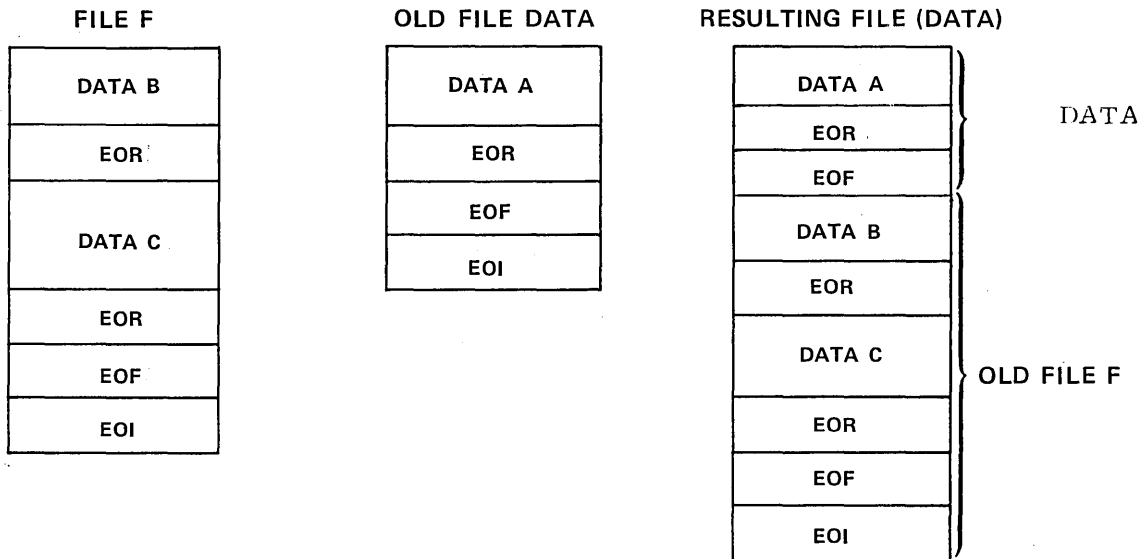 FILE F
DATA B
EOR
DATA C
EOR
EOF
EOI
OLD FILE DATA
DATA A
EOR
EOF
EOI
RESULTING FILE (DATA)
DATA A
EOR
EOF
DATA B
EOR
DATA C
EOR
EOF
EOI
DATA
OLD FILE F